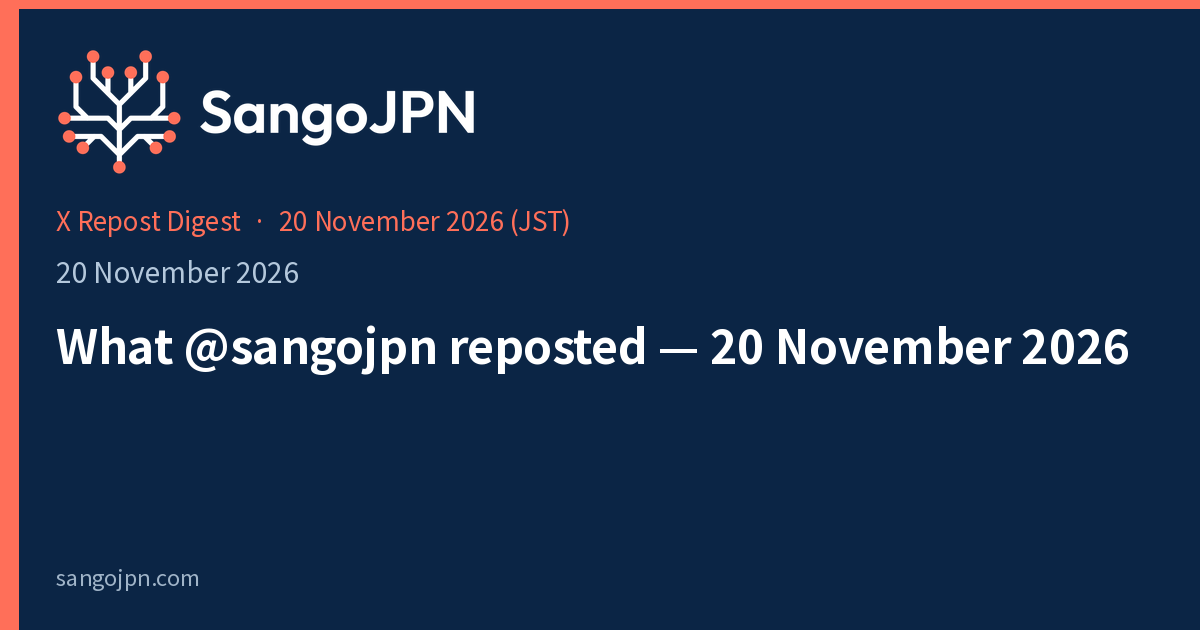 SangoJPN
X Repost Digest · 20 November 2026 (JST)
20 November 2026
What @sangojpn reposted — 20 November 2026
sangojpn.com